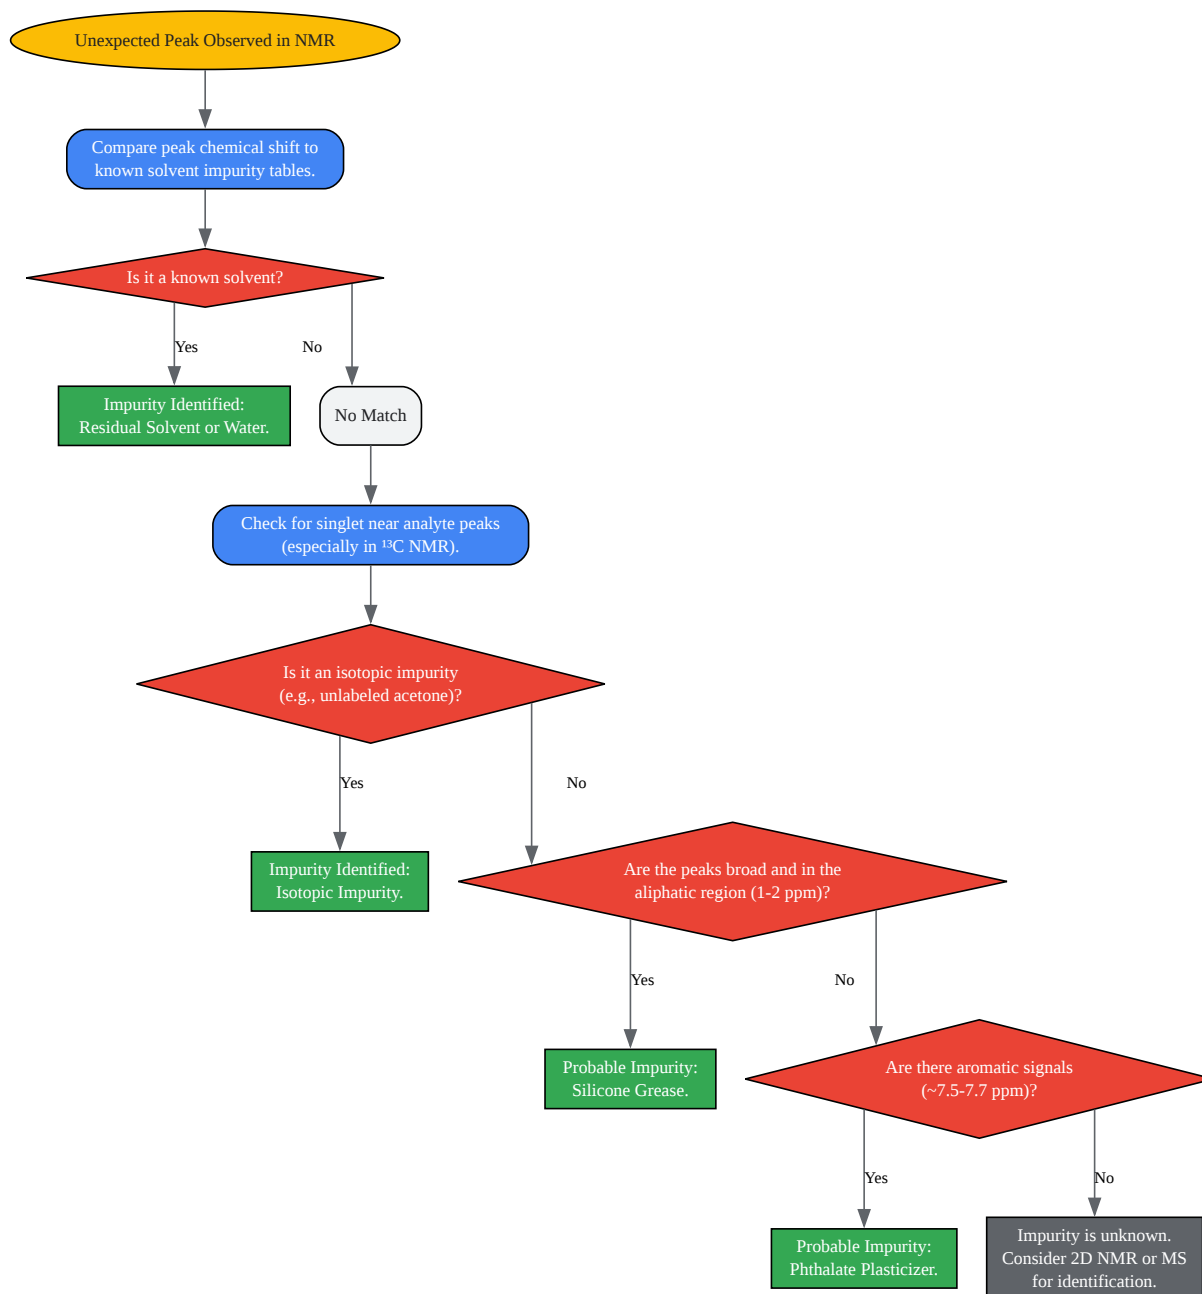 Unexpected Peak Observed in NMR
Compare peak chemical shift to
known solvent impurity tables.
Is it a known solvent?
Yes
No
Impurity Identified:
Residual Solvent or Water.
No Match
Check for singlet near analyte peaks
(especially in ¹³C NMR).
Is it an isotopic impurity
(e.g., unlabeled acetone)?
Yes
No
Impurity Identified:
Isotopic Impurity.
Are the peaks broad and in the
aliphatic region (1-2 ppm)?
Yes
No
Probable Impurity:
Silicone Grease.
Are there aromatic signals
(~7.5-7.7 ppm)?
Yes
No
Probable Impurity:
Phthalate Plasticizer.
Impurity is unknown.
Consider 2D NMR or MS
for identification.